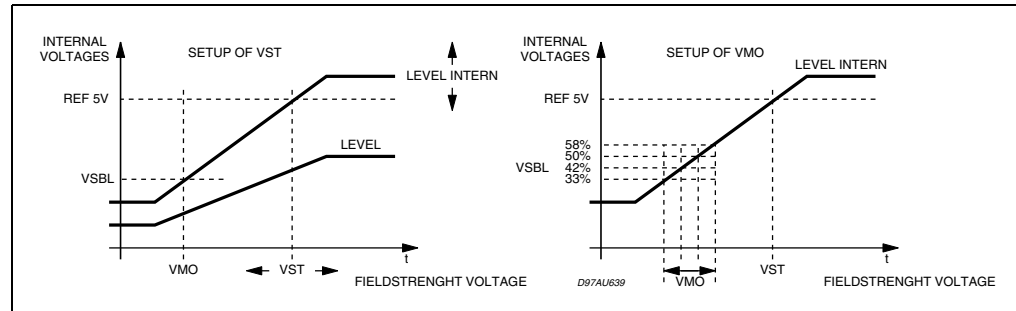 INTERNAL
VOLTAGES
SETUP OF VST
LEVEL INTERN
REF 5V
LEVEL
VSBL
t
VMO
VST
FIELDSTRENGHT VOLTAGE
INTERNAL
VOLTAGES
SETUP OF VMO
LEVEL INTERN
REF 5V
58%
50%
VSBL
42%
33%
t
D97AU639
VMO
VST
FIELDSTRENGHT VOLTAGE